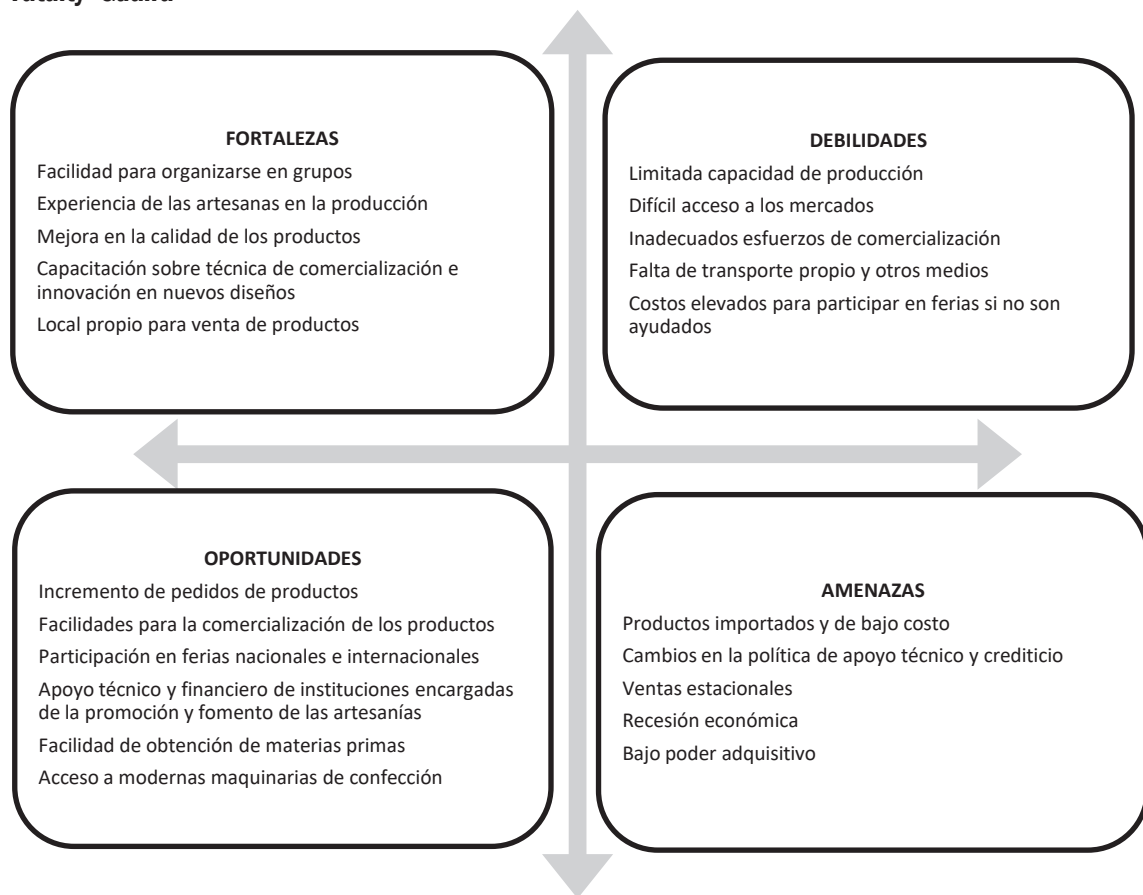 FORTALEZAS
Facilidad para organizarse en grupos
Experiencia de las artesanas en la producción
Mejora en la calidad de los productos
Capacitación sobre técnica de comercialización e
innovación en nuevos diseños
Local propio para venta de productos
DEBILIDADES
Limitada capacidad de producción
Difícil acceso a los mercados
Inadecuados esfuerzos de comercialización
Falta de transporte propio y otros medios
Costos elevados para participar en ferias si no son
ayudados
OPORTUNIDADES
Incremento de pedidos de productos
Facilidades para la comercialización de los productos
Participación en ferias nacionales e internacionales
Apoyo técnico y financiero de instituciones encargadas
de la promoción y fomento de las artesanías
Facilidad de obtención de materias primas
Acceso a modernas maquinarias de confección
AMENAZAS
Productos importados y de bajo costo
Cambios en la política de apoyo técnico y crediticio
Ventas estacionales
Recesión económica
Bajo poder adquisitivo